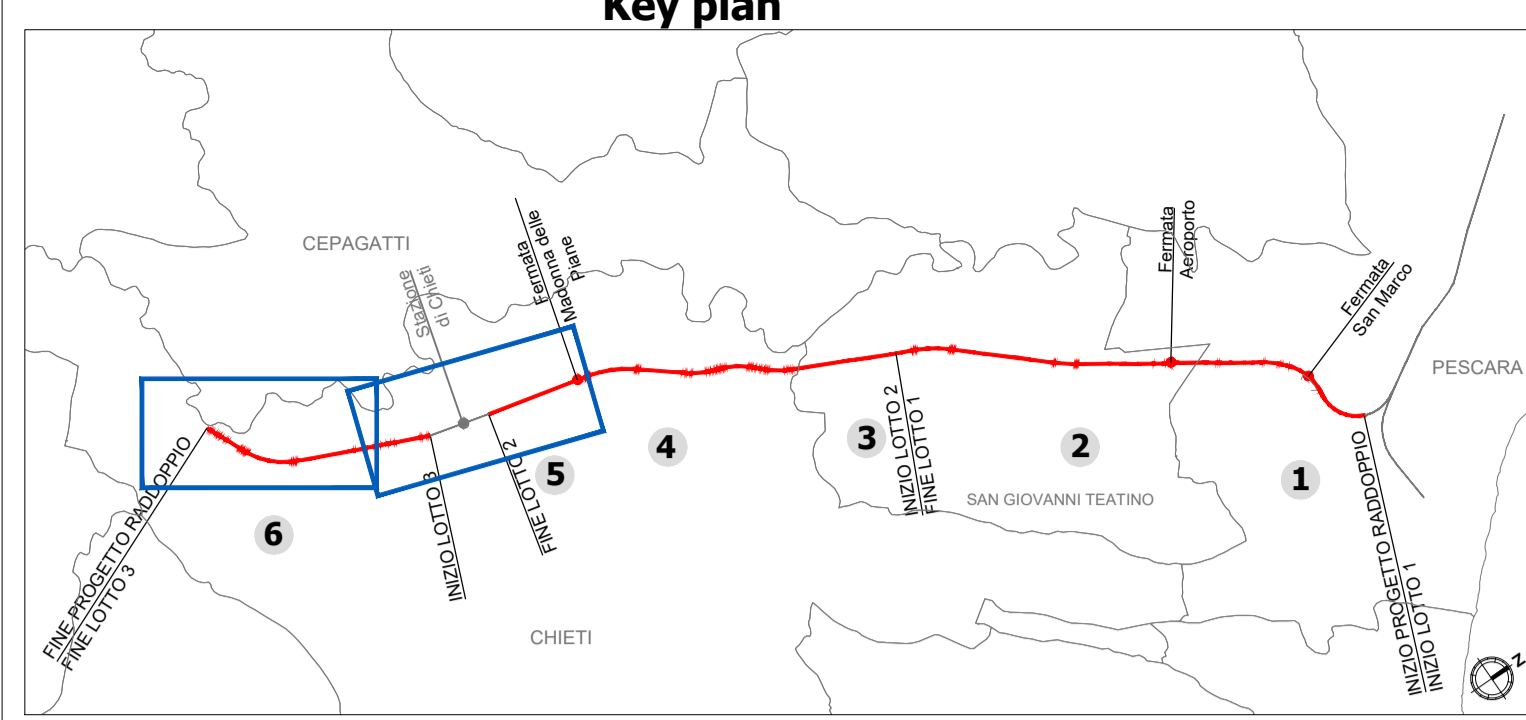 Key plan
CEPAGATTI
Stazione
di Chieti
Fermata
Madonna delle
Piane
Fermata
Aeroporto
Fermata
San Marco
PESCARA
FINE PROGETTO RADDOPPIO
FINE LOTTO 3
6
INIZIO LOTTO 3
FINE LOTTO 2
5
4
3
INIZIO LOTTO 2
FINE LOTTO 1
2
SAN GIOVANNI TEATINO
1
INIZIO PROGETTO RADDOPPIO
INIZIO LOTTO 1
CHIETI
N